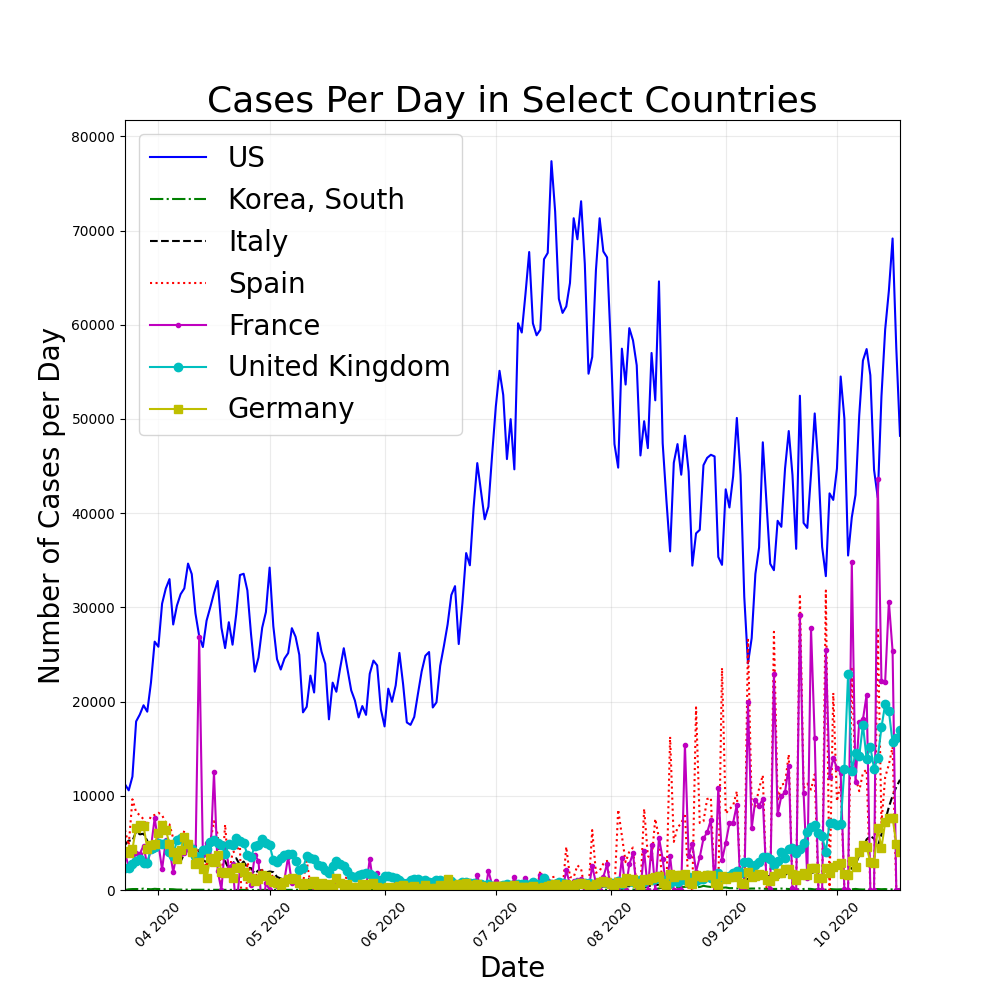 Cases Per Day in Select Countries
80000
70000
60000
50000
40000
30000
20000
10000
0
Number of Cases per Day
US
Korea, South
Italy
Spain
France
United Kingdom
Germany
04 2020
05 2020
06 2020
07 2020
08 2020
09 2020
10 2020
Date